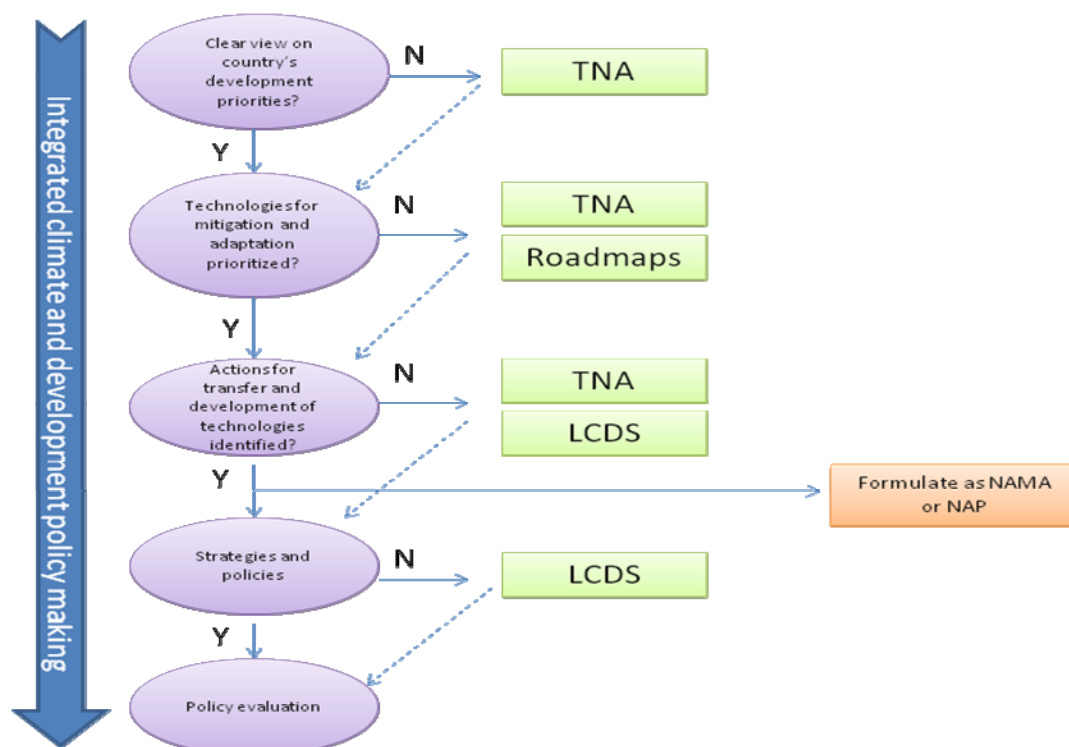 Integrated climate and development policy making
Clear view on
country's
development
priorities?
N
TNA
Y
Technologies for
mitigation and
adaptation
prioritized?
N
TNA
Roadmaps
Y
Actions for
transfer and
development of
technologies
identified?
N
TNA
LCDS
Y
Formulate as NAMA
or NAP
Strategies and
policies
N
LCDS
Y
Policy evaluation